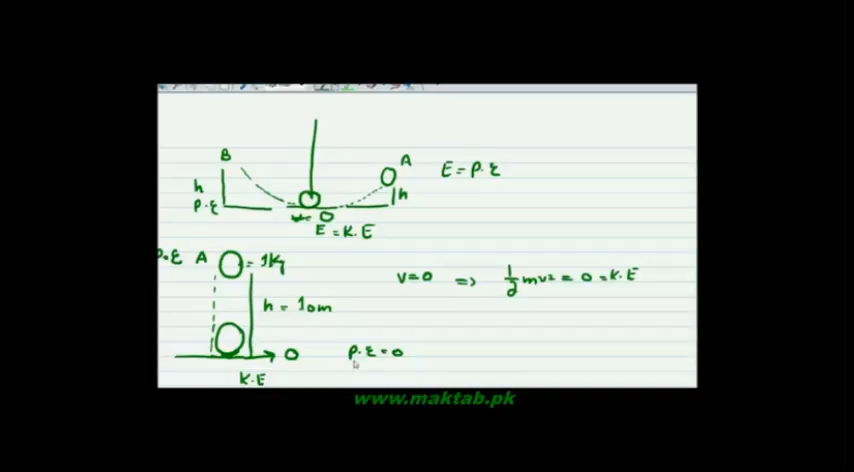 B
A
E = P.E
h
h
P.E
O
E = K.E
P.E A = 1Kg
v=0 => 1/2 mv² = 0 = K.E
h = 10m
O
P.E = 0
K.E
www.maktab.pk